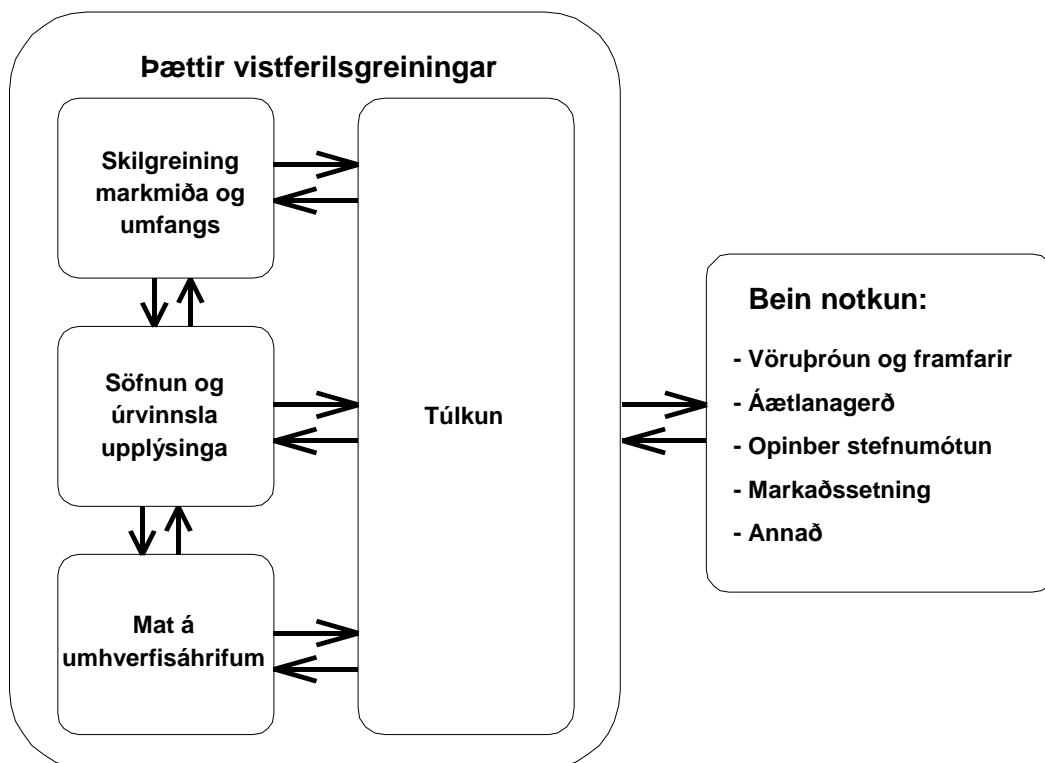 Þættir vistferilsgreiningar
Skilgreining
markmiða og
umfangs
Söfnun og
úrvinnsla
upplýsinga
Mat á
umhverfisáhrifum
Túlkun
Bein notkun:
- Vöruþróun og framfarir
- Áætlanagerð
- Opinber stefnumótun
- Markaðssetning
- Annað